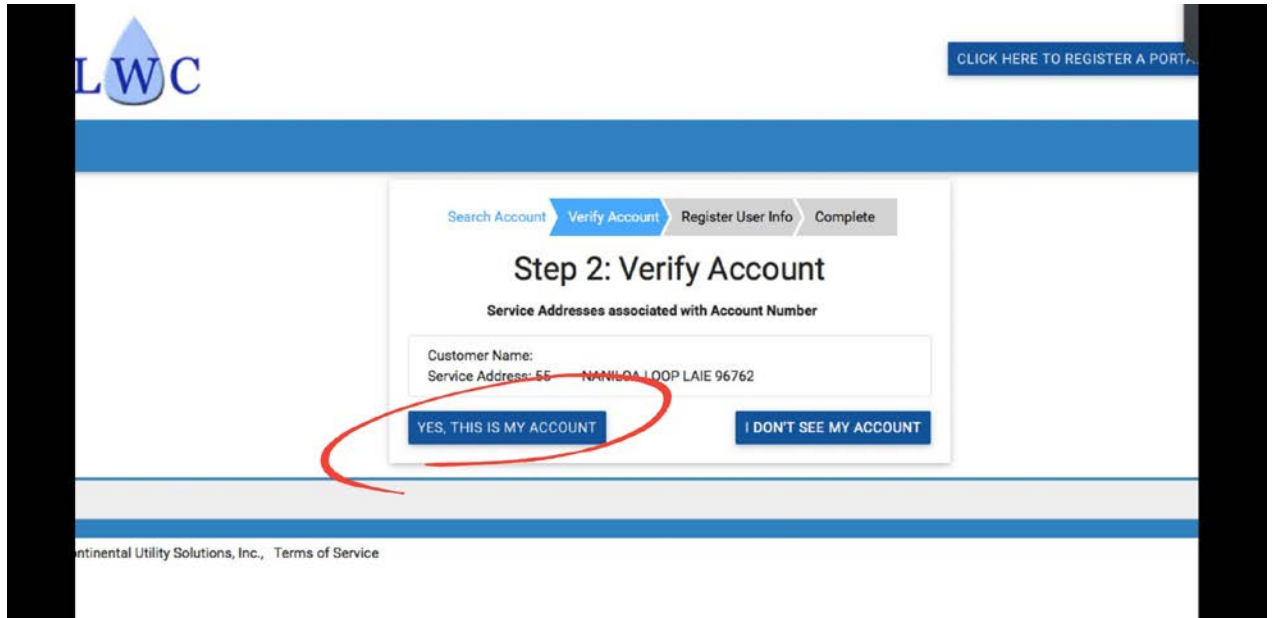 LWC
CLICK HERE TO REGISTER A
Search Account Verify Account Register User Info Complete
Step 2: Verify Account
Service Addresses associated with Account Number
Customer Name:
Service Address: 55 NANILOA LOOP LAIE 96762
YES, THIS IS MY ACCOUNT
I DON'T SEE MY ACCOUNT
Utility Solutions, Inc., Terms of Service